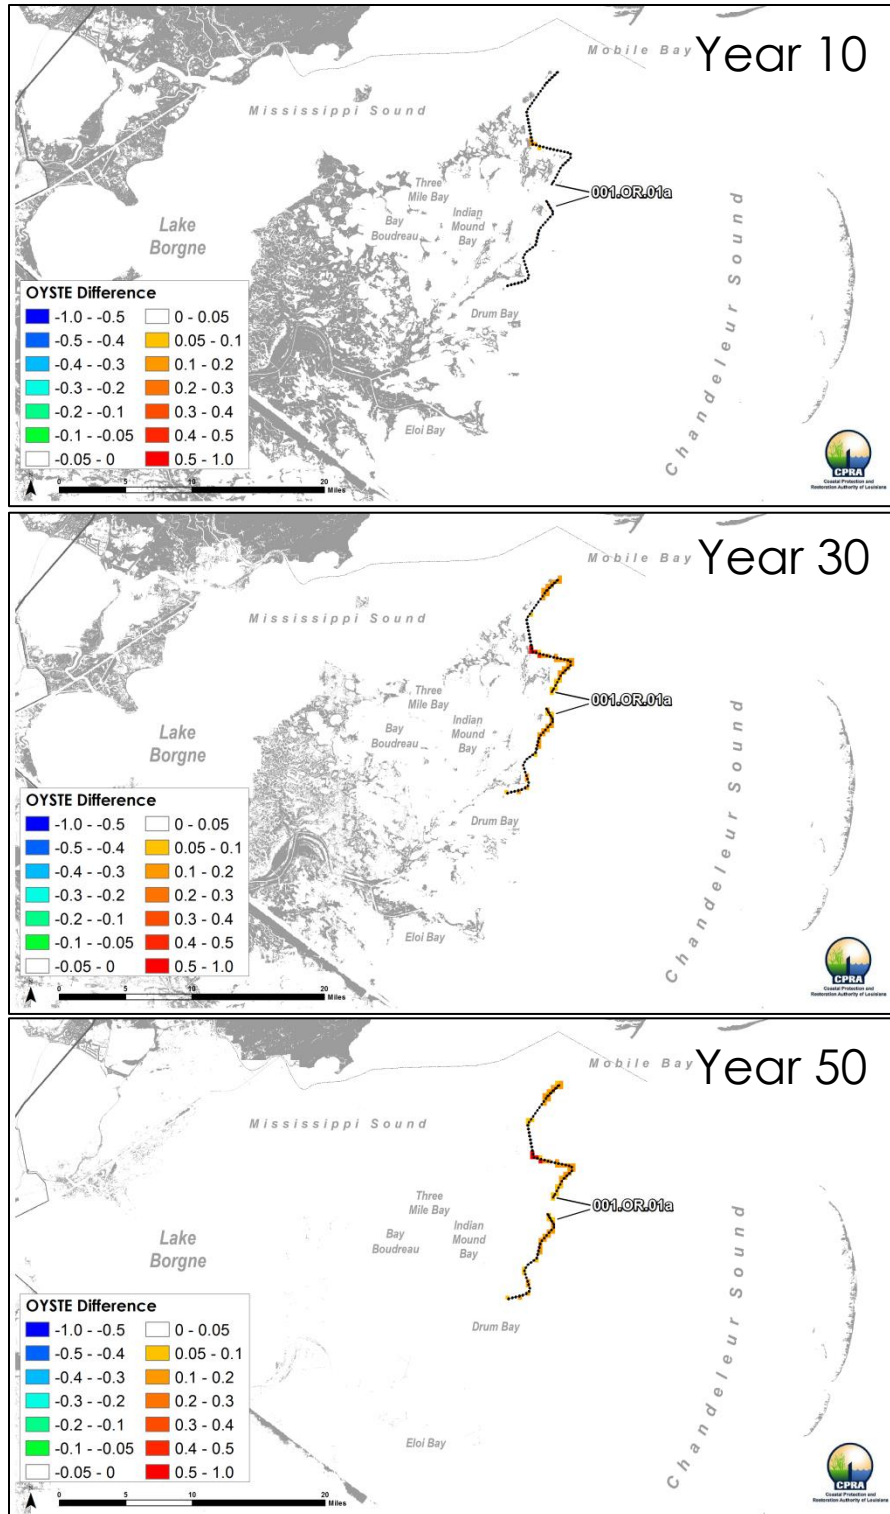 Year 10
Mobile Bay
Mississippi Sound
Three
Mile Bay
001.OR.01a
Lake
Borgne
Bay
Boudreau
Indian
Mound
Bay
Chandeleur Sound
OYSTE Difference
-1.0 - -0.5 0 - 0.05
-0.5 - -0.4 0.05 - 0.1
-0.4 - -0.3 0.1 - 0.2
-0.3 - -0.2 0.2 - 0.3
-0.2 - -0.1 0.3 - 0.4
-0.1 - -0.05 0.4 - 0.5
-0.05 - 0 0.5 - 1.0
Drum Bay
Eloi Bay
0 5 10 20
Miles
CPRA
Coastal Protection and
Restoration Authority of Louisiana
Year 30
Mobile Bay
Mississippi Sound
Three
Mile Bay
001.OR.01a
Lake
Borgne
Bay
Boudreau
Indian
Mound
Bay
Chandeleur Sound
OYSTE Difference
-1.0 - -0.5 0 - 0.05
-0.5 - -0.4 0.05 - 0.1
-0.4 - -0.3 0.1 - 0.2
-0.3 - -0.2 0.2 - 0.3
-0.2 - -0.1 0.3 - 0.4
-0.1 - -0.05 0.4 - 0.5
-0.05 - 0 0.5 - 1.0
Drum Bay
Eloi Bay
0 5 10 20
Miles
CPRA
Coastal Protection and
Restoration Authority of Louisiana
Year 50
Mobile Bay
Mississippi Sound
Three
Mile Bay
001.OR.01a
Lake
Borgne
Bay
Boudreau
Indian
Mound
Bay
Chandeleur Sound
OYSTE Difference
-1.0 - -0.5 0 - 0.05
-0.5 - -0.4 0.05 - 0.1
-0.4 - -0.3 0.1 - 0.2
-0.3 - -0.2 0.2 - 0.3
-0.2 - -0.1 0.3 - 0.4
-0.1 - -0.05 0.4 - 0.5
-0.05 - 0 0.5 - 1.0
Drum Bay
Eloi Bay
0 5 10 20
Miles
CPRA
Coastal Protection and
Restoration Authority of Louisiana